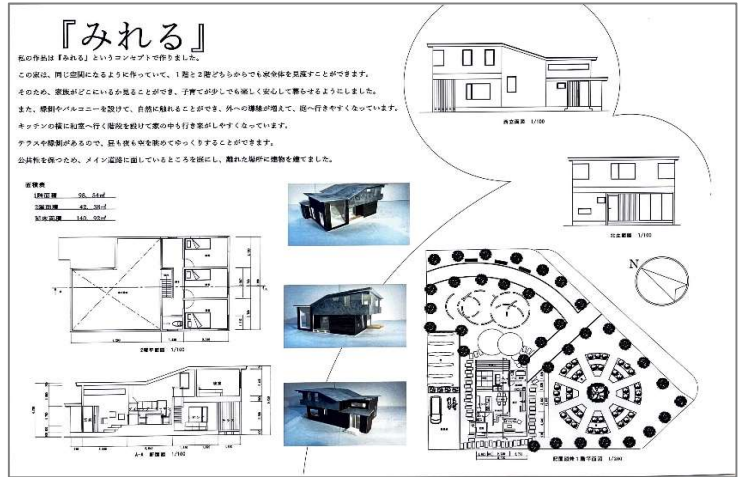 『みれる』
私の作品は『みれる』というコンセプトで作りました。
この家は、同じ空間になるように作っていて、1階と2階どちらからでも家全体を見渡すことができます。
そのため、家族がどこにいるか見ることができ、子育てが少しでも楽しく安心して暮らせるようにしました。
また、縁側やバルコニーを設けて、自然に触れることができ、外への導線が増えて、庭へ行きやすくなっています。
キッチンの横に和室へ行く階段を設けて家の中も行き来がしやすくなっています。
テラスや縁側があるので、昼も夜も空を眺めてゆっくりすることができます。
公共性を保つため、メイン道路に面しているところを庭にし、離れた場所に建物を建てました。
面積表
1階面積 98.54㎡
2階面積 42.38㎡
延床面積 140.92㎡
2階平面図 1/100
A-A 断面図 1/100
西立面図 1/100
北立面図 1/100
N
配置図兼1階平面図 1/200